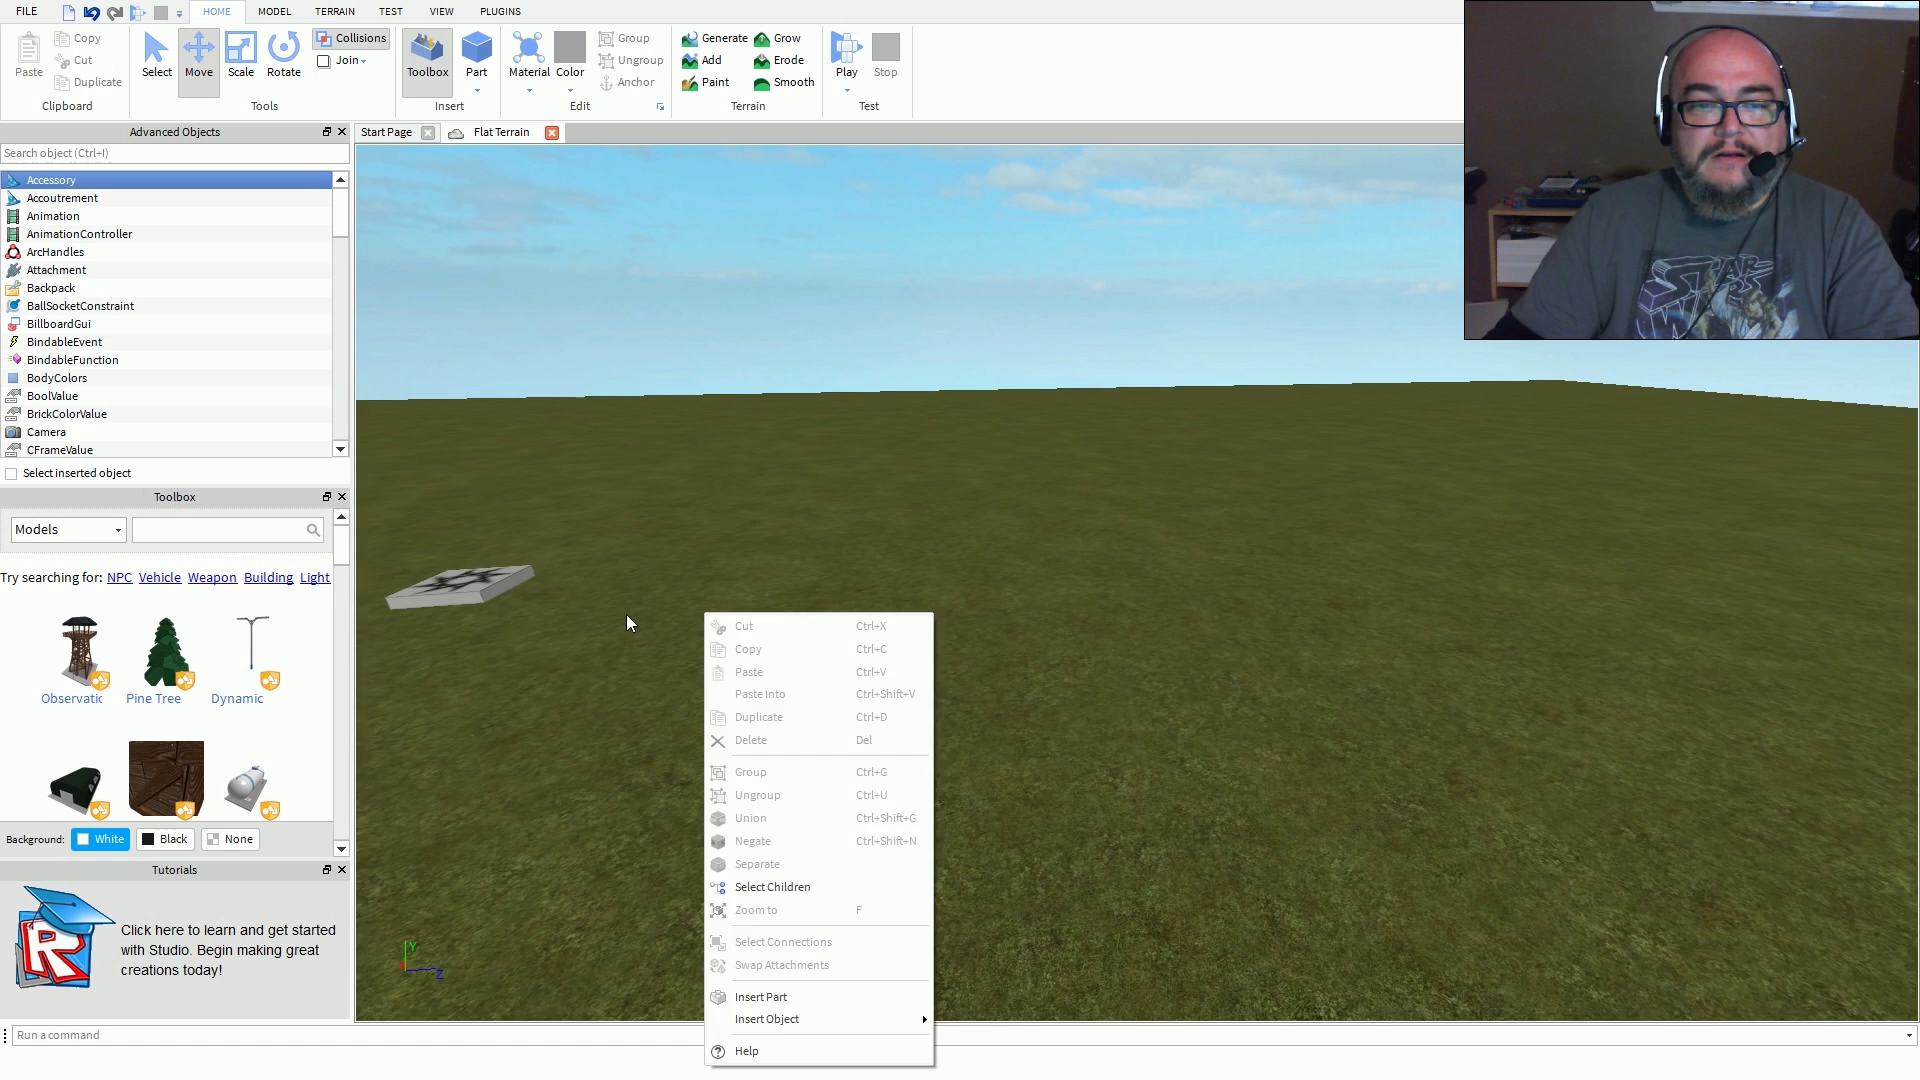 FILE HOME MODEL TERRAIN TEST VIEW PLUGINS
Paste Copy Cut Duplicate
Clipboard
Select Move Scale Rotate Collisions Join
Tools
Toolbox Part
Insert
Material Color Group Ungroup Anchor
Edit
Generate Grow
Add Erode
Paint Smooth
Terrain
Play Stop
Test
Advanced Objects
Search object (Ctrl+I)
Accessory
Accoutrement
Animation
AnimationController
ArcHandles
Attachment
Backpack
BallSocketConstraint
BillboardGui
BindableEvent
BindableFunction
BodyColors
BoolValue
BrickColorValue
Camera
CFrameValue
Select inserted object
Toolbox
Models
Try searching for: NPC Vehicle Weapon Building Light
Observatic Pine Tree Dynamic
Background: White Black None
Tutorials
Click here to learn and get started
with Studio. Begin making great
creations today!
Run a command
Start Page Flat Terrain
Y
Z
Cut Ctrl+X
Copy Ctrl+C
Paste Ctrl+V
Paste Into Ctrl+Shift+V
Duplicate Ctrl+D
Delete Del
Group Ctrl+G
Ungroup Ctrl+U
Union Ctrl+Shift+G
Negate Ctrl+Shift+N
Separate
Select Children
Zoom to F
Select Connections
Swap Attachments
Insert Part
Insert Object
Help